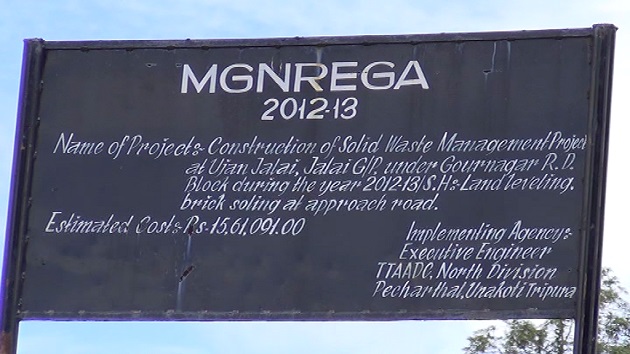 MGNREGA
2012-13
Name of Project:- Construction of Solid Waste Management Project
at Ujan Jalai, Jalai G/P. under Gournagar R.D.
Block during the year 2012-13/S.H:- Land leveling,
brick soling at approach road.
Estimated Cost: Rs-15,61,091.00
Implementing Agency:-
Executive Engineer
TTAADC, North Division
Pecharthal, Unakoti Tripura